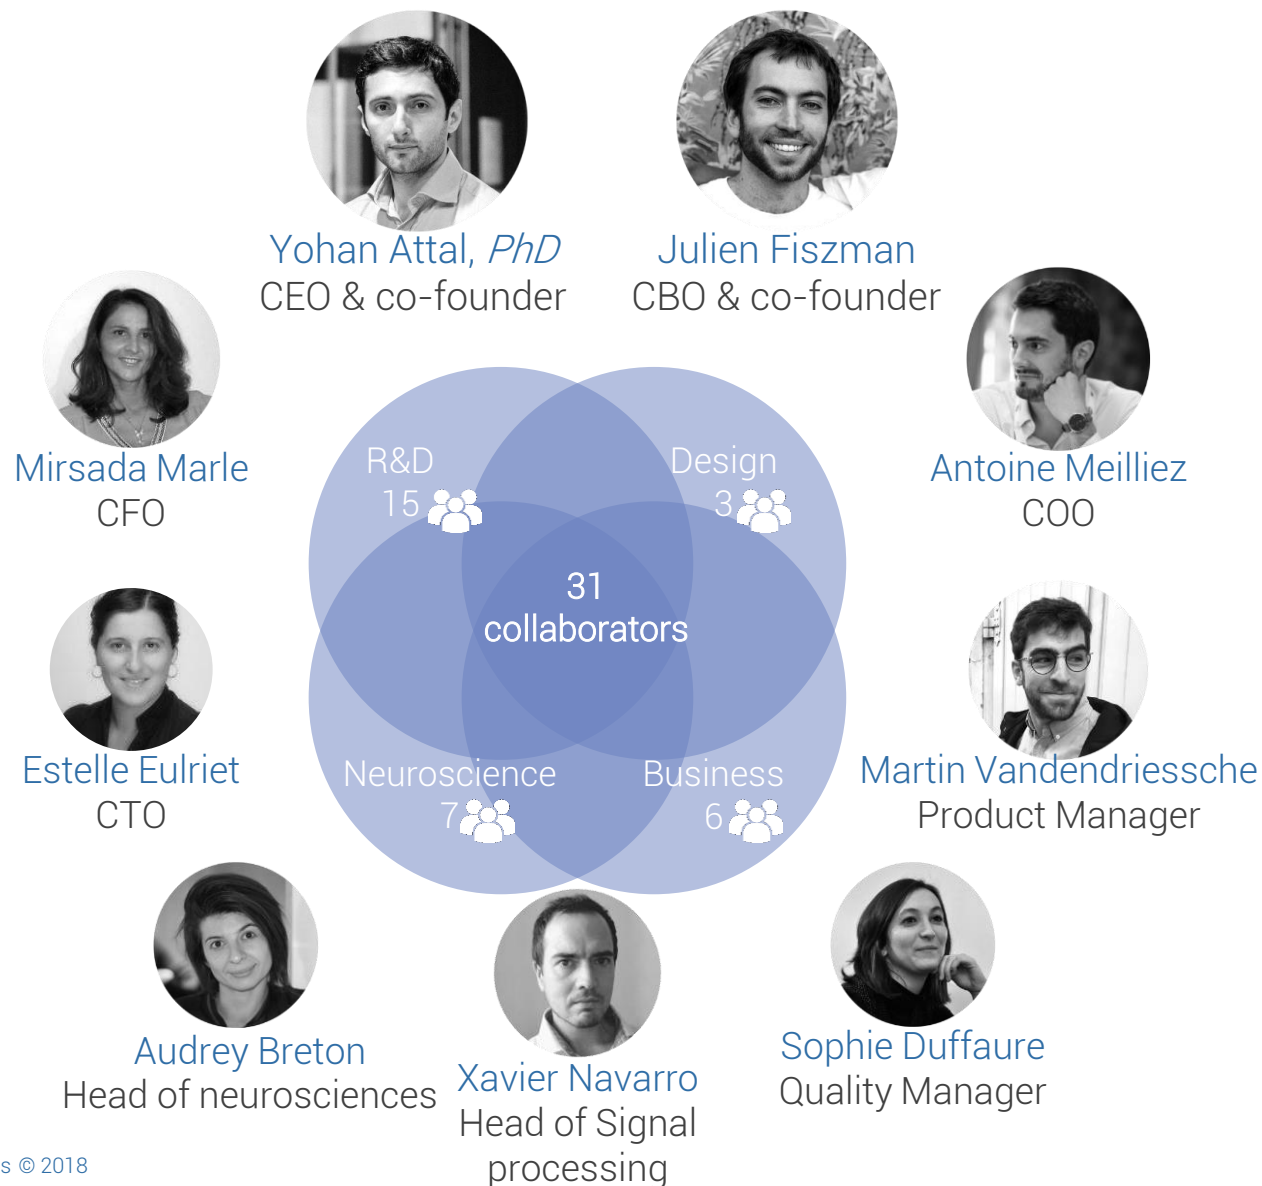 Yohan Attal, PhD
CEO & co-founder
Julien Fiszman
CBO & co-founder
Mirsada Marle
CFO
Antoine Meilliez
COO
R&D
15
Design
3
31
collaborators
Estelle Eulriet
CTO
Neuroscience
7
Business
6
Martin Vandendriessche
Product Manager
Audrey Breton
Head of neurosciences
Xavier Navarro
Head of Signal
processing
Sophie Duffaure
Quality Manager
s © 2018